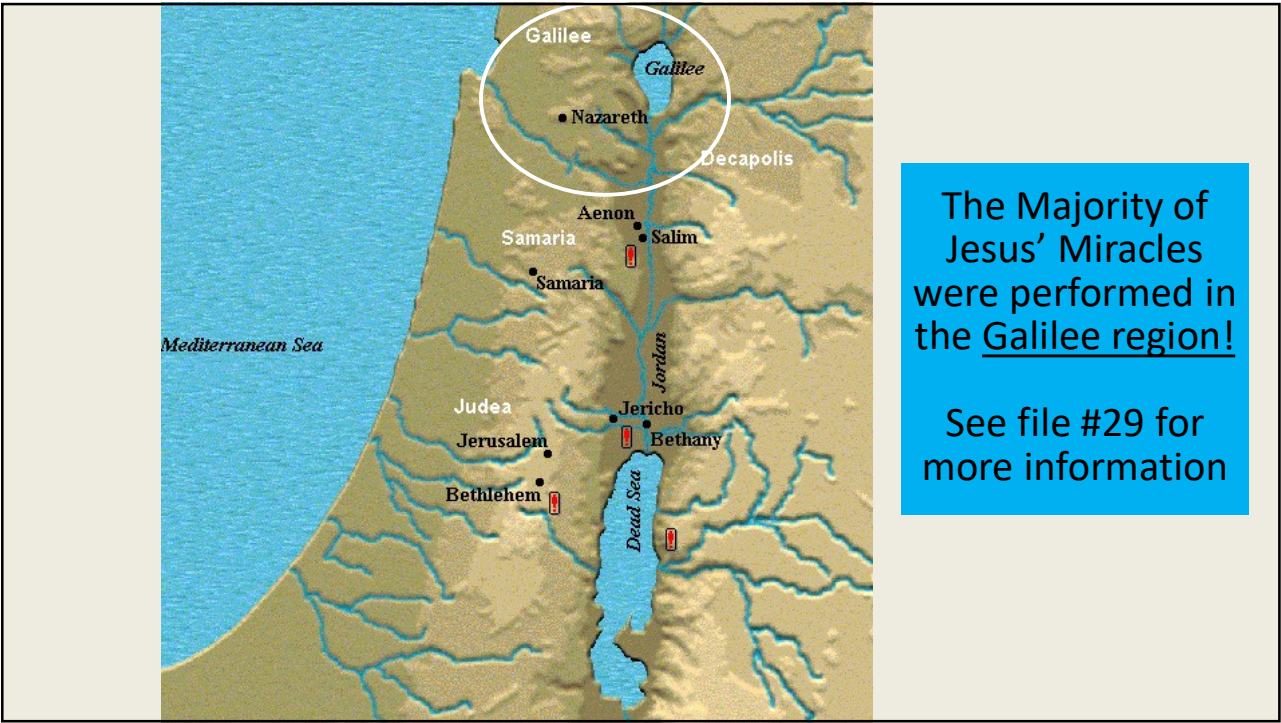 Galilee
Galilee
Nazareth
Decapolis
Aenon
Salim
Samaria
Samaria
Mediterranean Sea
Jordan
Judea
Jericho
Jerusalem
Bethany
Bethlehem
Dead Sea
The Majority of
Jesus’ Miracles
were performed in
the Galilee region!
See file #29 for
more information